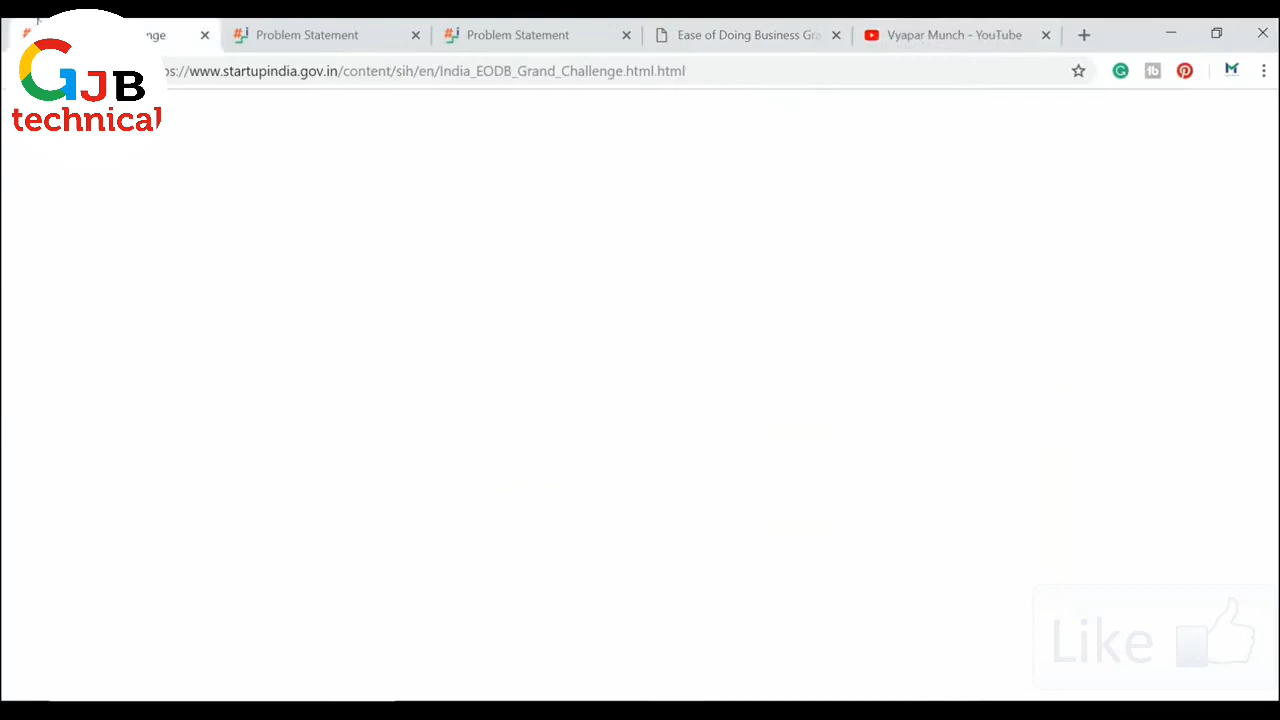 nge
Problem Statement
Problem Statement
Ease of Doing Business Gra
Vyapar Munch - YouTube
ps://www.startupindia.gov.in/content/sih/en/India_EODB_Grand_Challenge.html.html
GJB
technical
Like